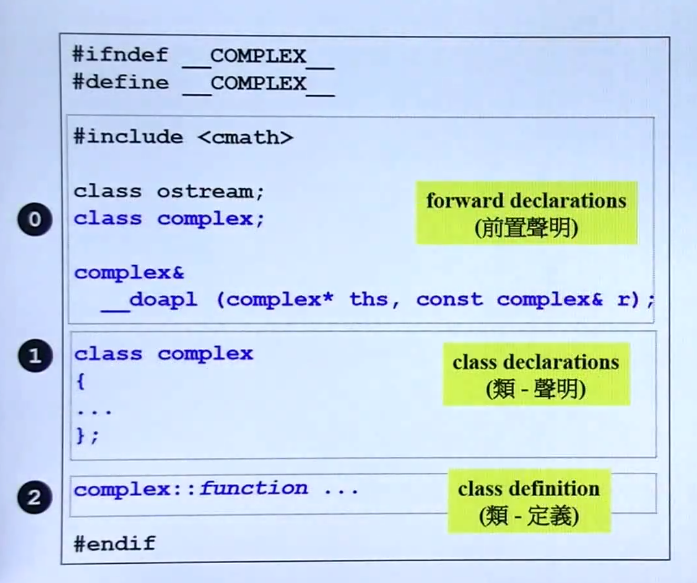 #ifndef __COMPLEX__
#define __COMPLEX__
#include <cmath>
class ostream;
class complex;
complex&
__doapl (complex* ths, const complex& r);
forward declarations
(前置聲明)
0
class complex
{
...
};
class declarations
(類 - 聲明)
1
complex::function ...
class definition
(類 - 定義)
2
#endif